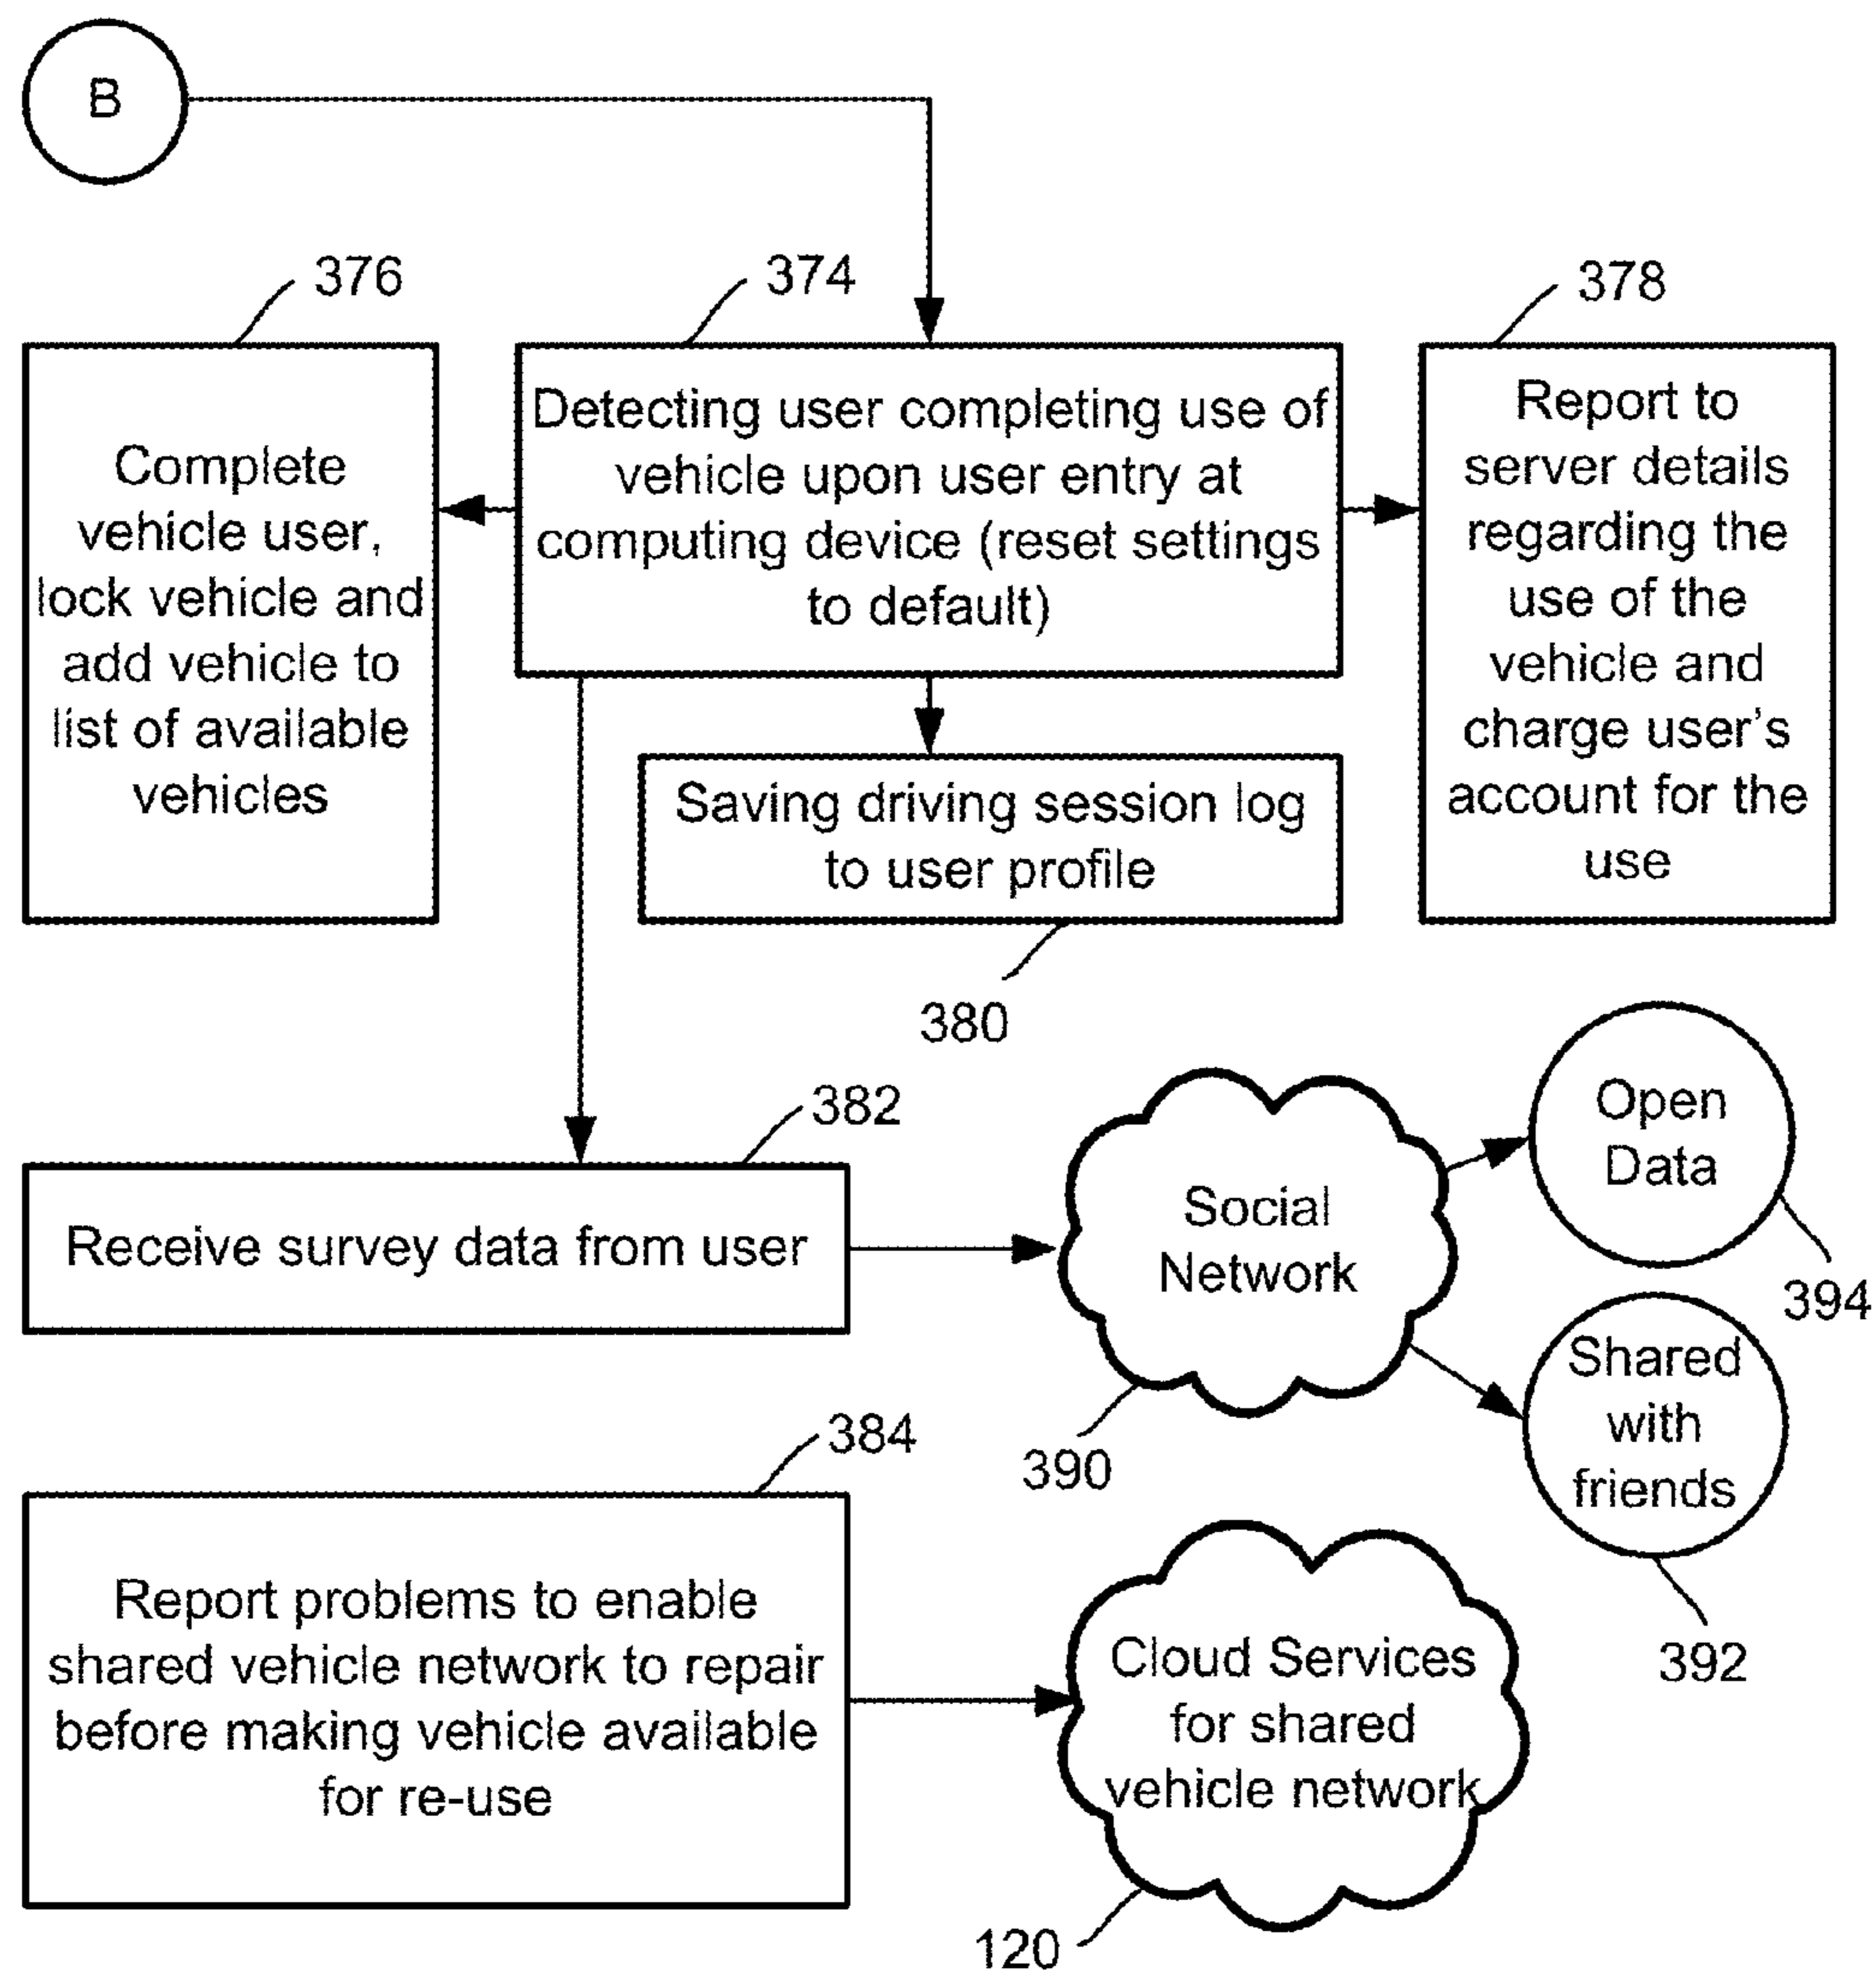 B
376
374
378
Complete
vehicle user,
lock vehicle and
add vehicle to
list of available
vehicles
Detecting user completing use of
vehicle upon user entry at
computing device (reset settings
to default)
Report to
server details
regarding the
use of the
vehicle and
charge user's
account for the
use
Saving driving session log
to user profile
380
382
Receive survey data from user
Social
Network
390
Open
Data
394
Shared
with
friends
392
384
Report problems to enable
shared vehicle network to repair
before making vehicle available
for re-use
Cloud Services
for shared
vehicle network
120